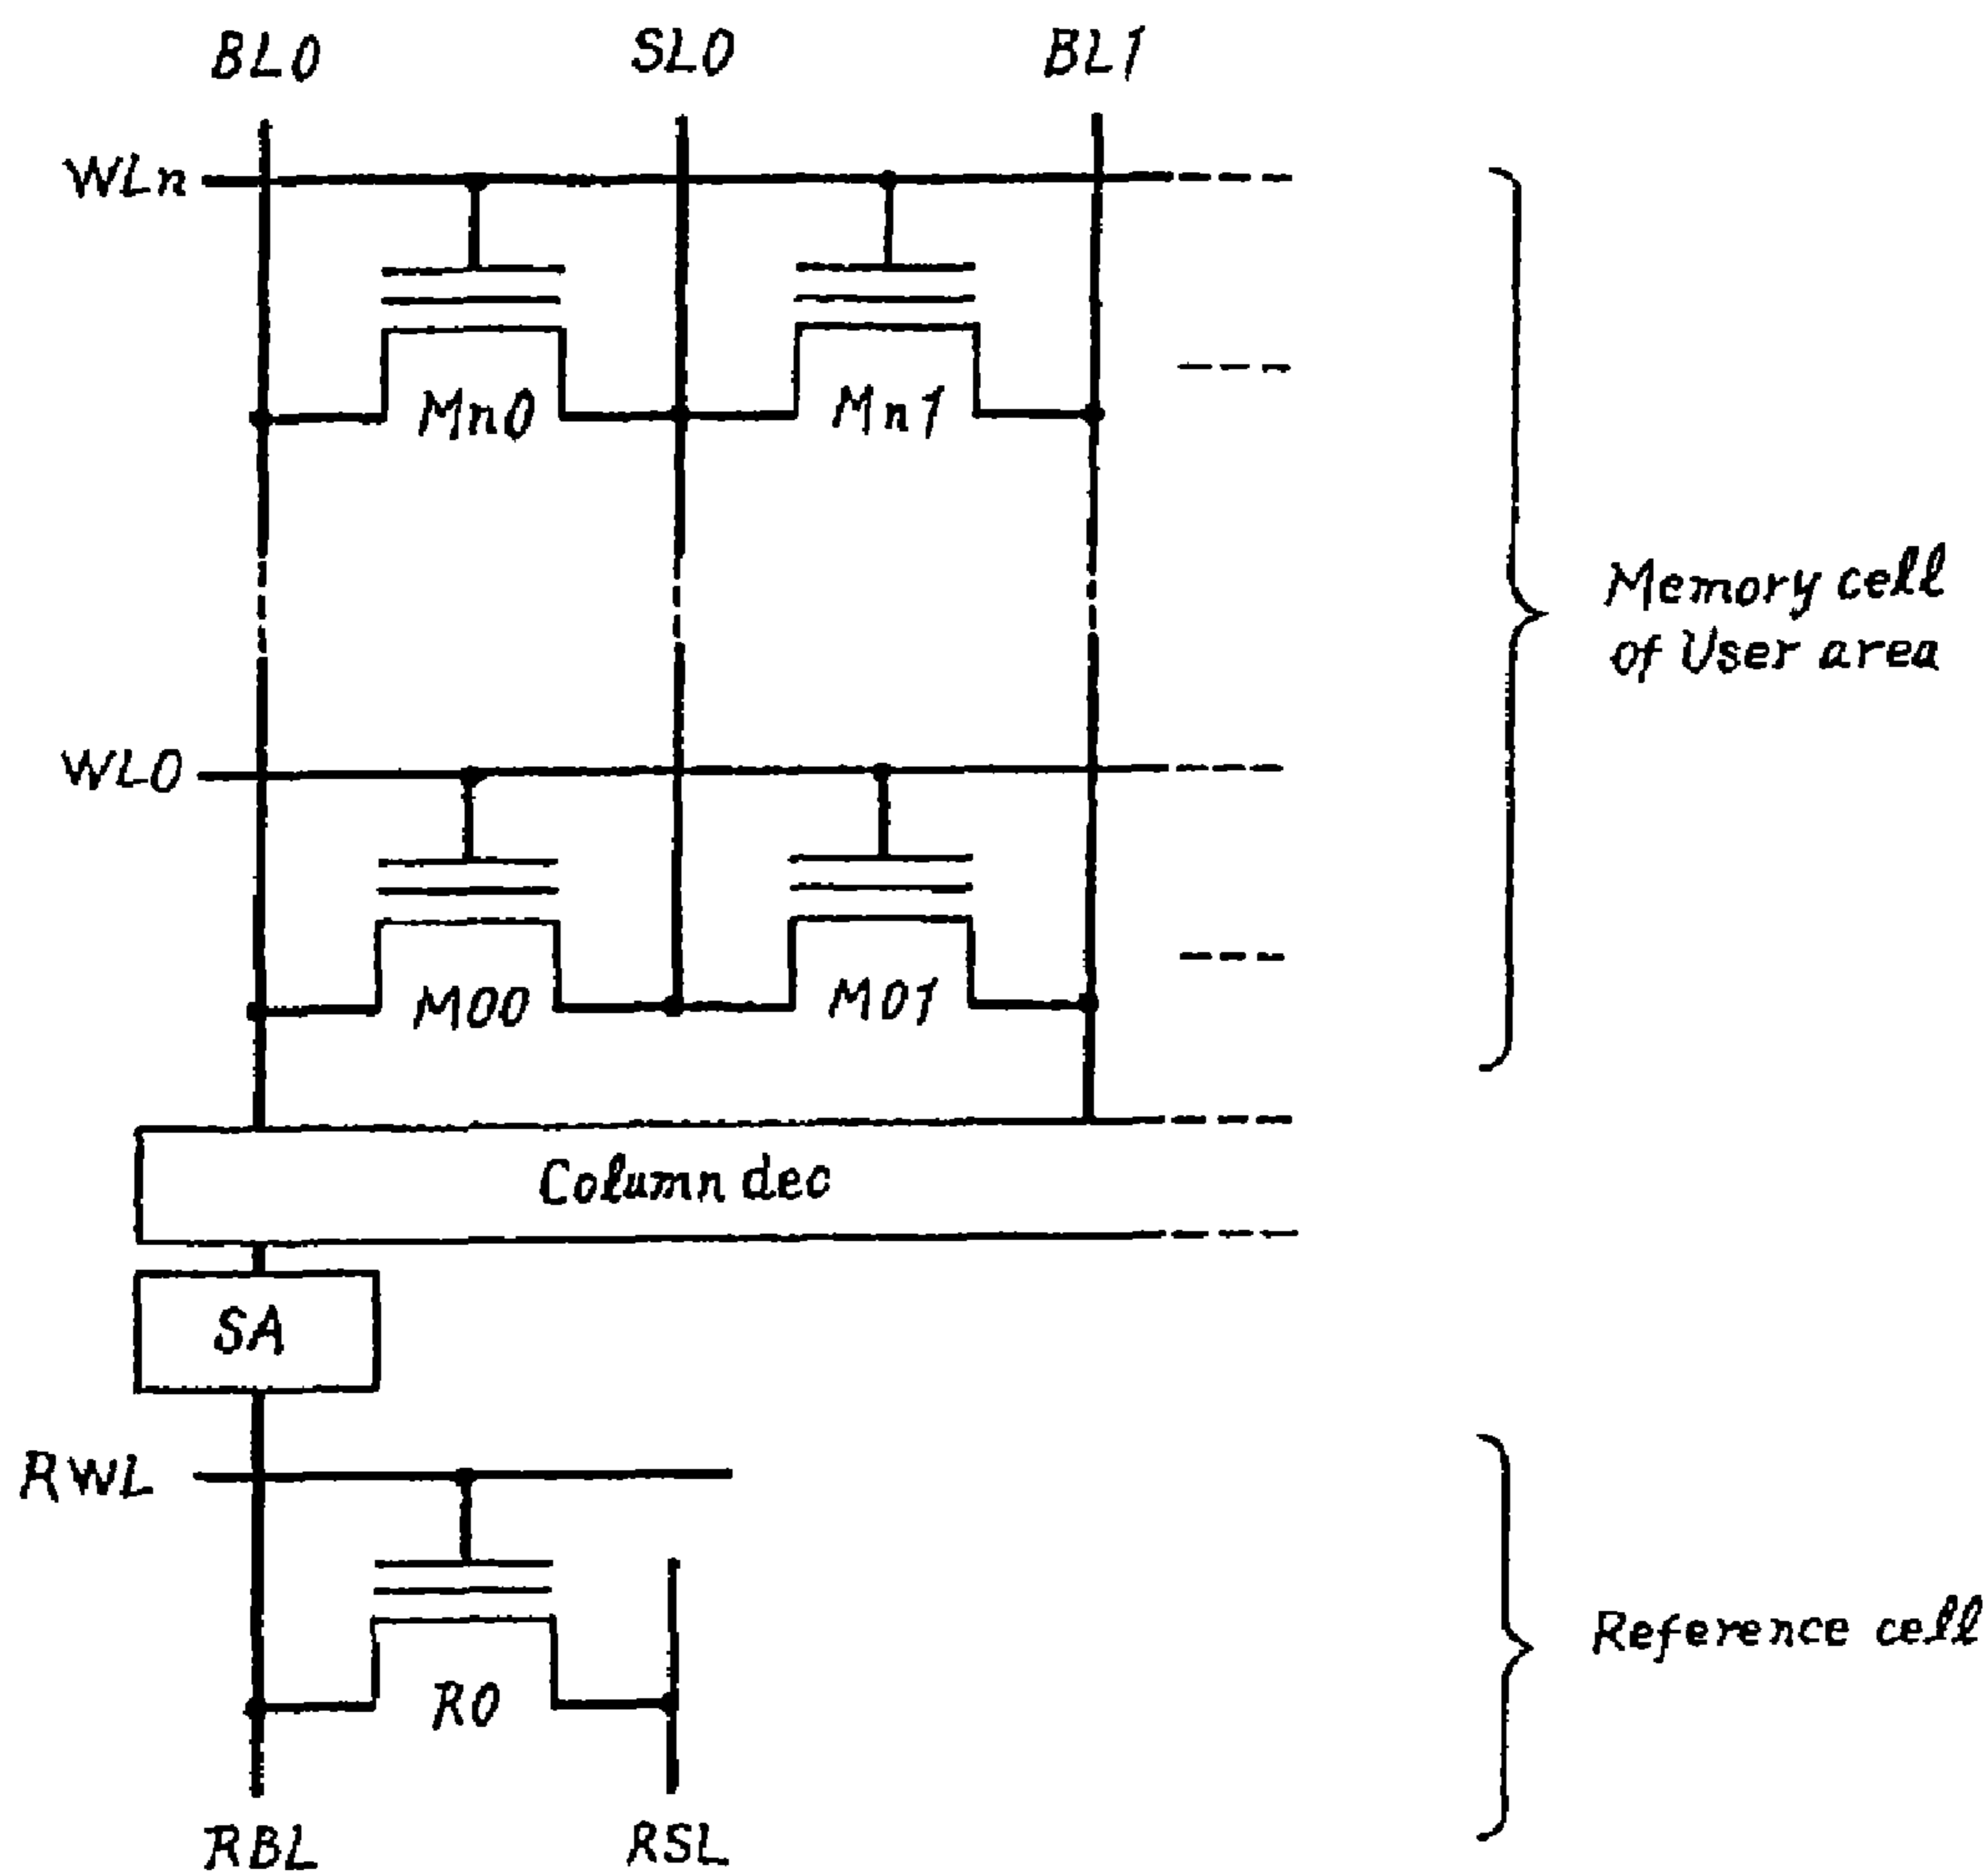 BL0 SL0 BL1
WLn
Mn0 Mn1
Memory cell
of User area
WL0
M00 M01
Column dec
SA
RWL
Reference cell
R0
RBL RSL